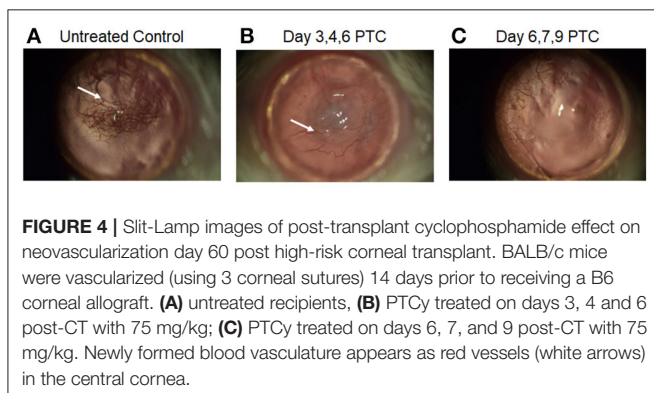 A Untreated Control B Day 3,4,6 PTC C Day 6,7,9 PTC
FIGURE 4 | Slit-Lamp images of post-transplant cyclophosphamide effect on
neovascularization day 60 post high-risk corneal transplant. BALB/c mice
were vascularized (using 3 corneal sutures) 14 days prior to receiving a B6
corneal allograft. (A) untreated recipients, (B) PTCy treated on days 3, 4 and 6
post-CT with 75 mg/kg; (C) PTCy treated on days 6, 7, and 9 post-CT with 75
mg/kg. Newly formed blood vasculature appears as red vessels (white arrows)
in the central cornea.